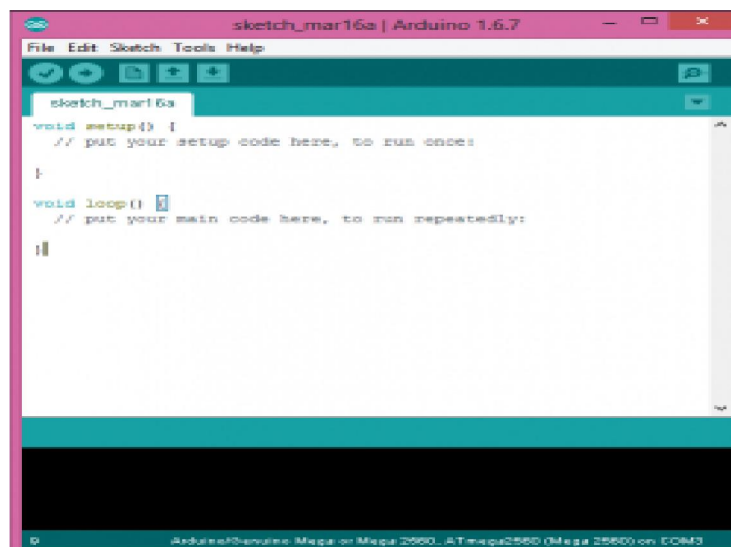 sketch_mar16a | Arduino 1.6.7
File Edit Sketch Tools Help
sketch_mar16a
void setup() {
// put your setup code here, to run once:
}
void loop() {
// put your main code here, to run repeatedly:
}
9 Arduino/Genuino Mega or Mega 2560, ATmega2560 (Mega 2560) on COM3